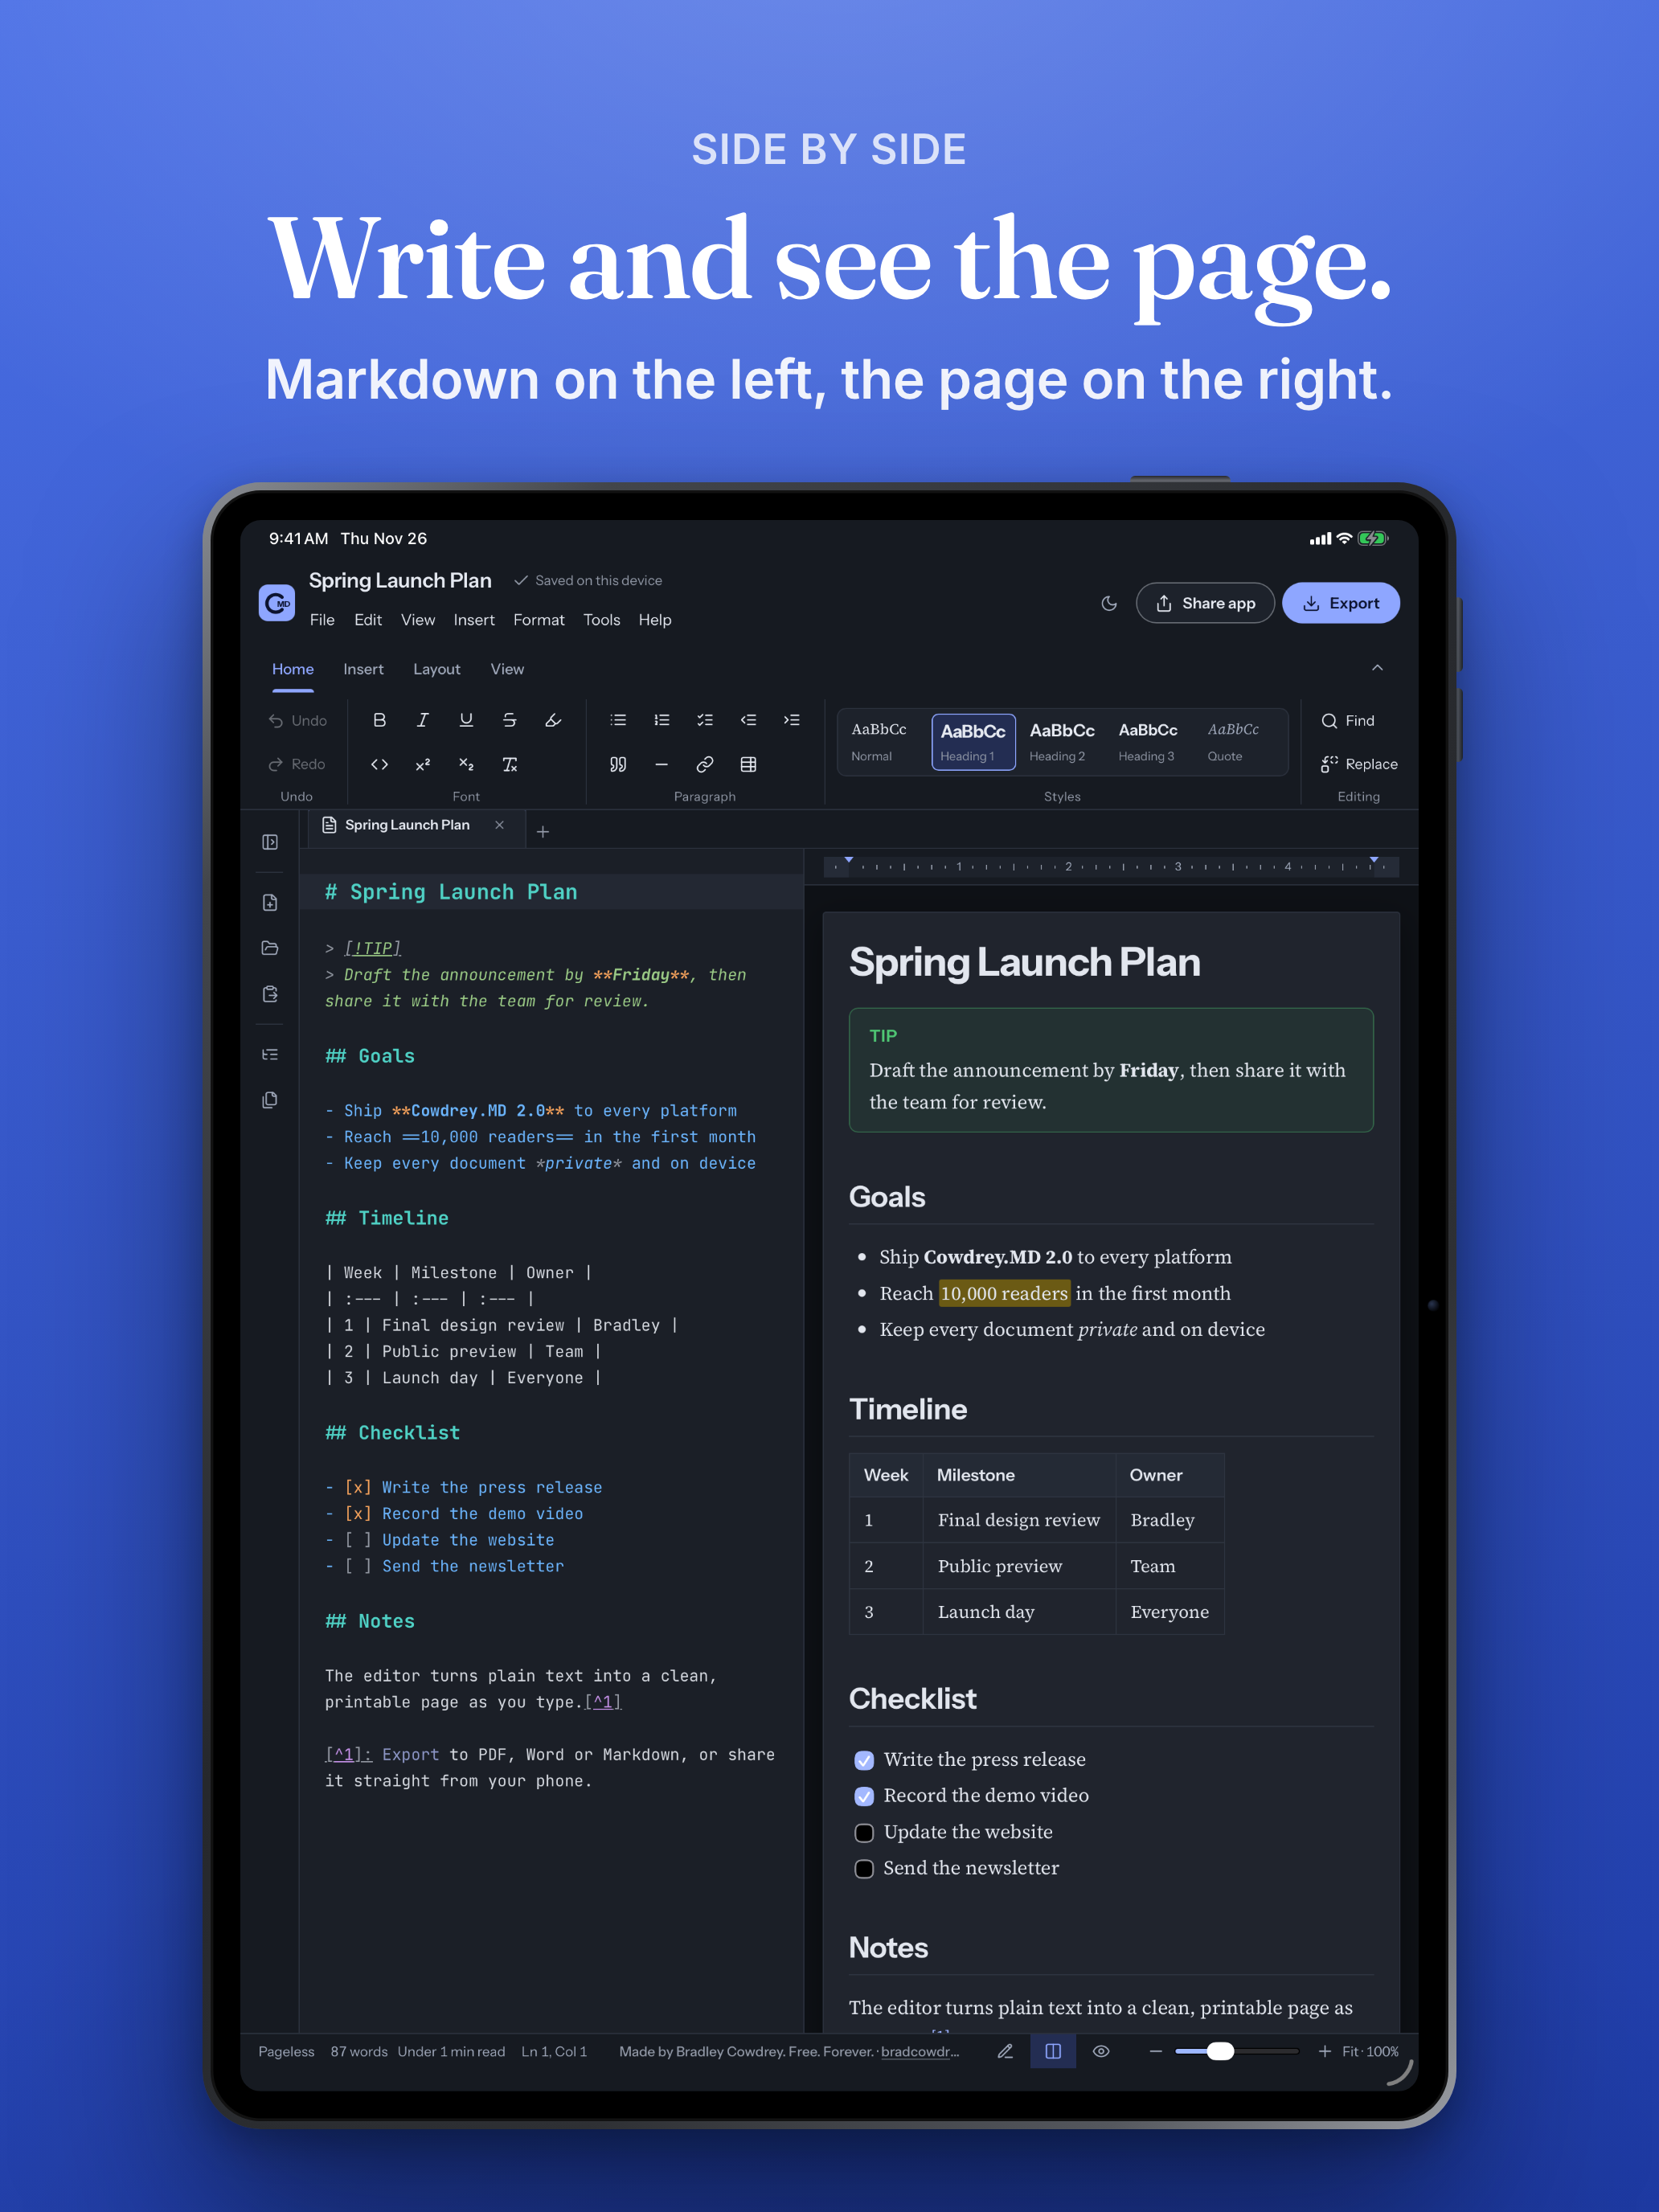 SIDE BY SIDE
Write and see the page.
Markdown on the left, the page on the right.
9:41 AM Thu Nov 26
Spring Launch Plan Saved on this device
CMD
File Edit View Insert Format Tools Help
Share app Export
Home Insert Layout View
Undo
Redo
Undo
Font
Paragraph
AaBbCc AaBbCc AaBbCc AaBbCc AaBbCc
Normal Heading 1 Heading 2 Heading 3 Quote
Styles
Find
Replace
Editing
Spring Launch Plan
# Spring Launch Plan
> [!TIP]
> Draft the announcement by **Friday**, then
share it with the team for review.
## Goals
- Ship **Cowdrey.MD 2.0** to every platform
- Reach ==10,000 readers== in the first month
- Keep every document *private* and on device
## Timeline
| Week | Milestone | Owner |
| :--- | :--- | :--- |
| 1 | Final design review | Bradley |
| 2 | Public preview | Team |
| 3 | Launch day | Everyone |
## Checklist
- [x] Write the press release
- [x] Record the demo video
- [ ] Update the website
- [ ] Send the newsletter
## Notes
The editor turns plain text into a clean,
printable page as you type.[^1]
[^1]: Export to PDF, Word or Markdown, or share
it straight from your phone.
1 2 3 4
Spring Launch Plan
TIP
Draft the announcement by Friday, then share it with
the team for review.
Goals
• Ship Cowdrey.MD 2.0 to every platform
• Reach 10,000 readers in the first month
• Keep every document private and on device
Timeline
Week Milestone Owner
1 Final design review Bradley
2 Public preview Team
3 Launch day Everyone
Checklist
Write the press release
Record the demo video
Update the website
Send the newsletter
Notes
The editor turns plain text into a clean, printable page as
Pageless 87 words Under 1 min read Ln 1, Col 1 Made by Bradley Cowdrey. Free. Forever. · bradcowdr... Fit · 100%